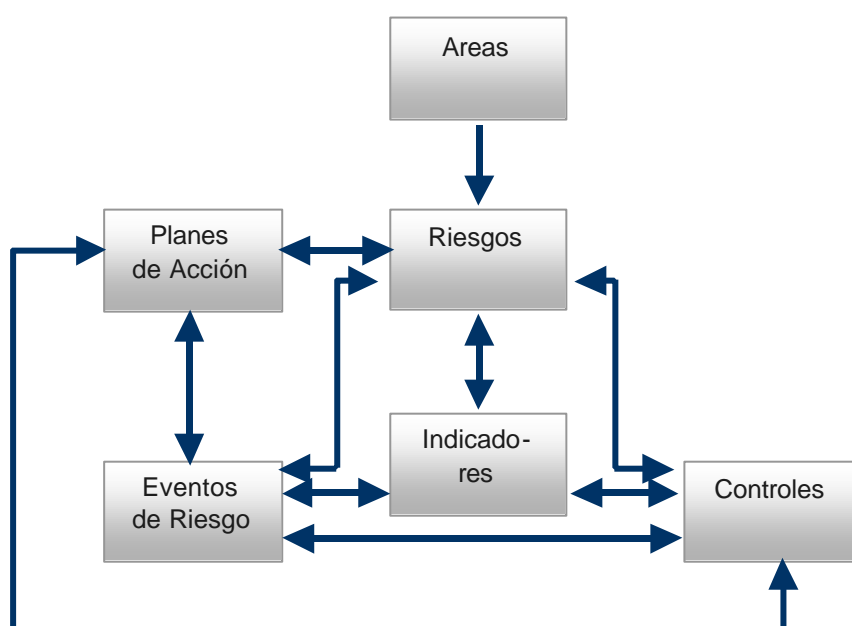 Areas
Planes
de Acción
Riesgos
Indicado-
res
Eventos
de Riesgo
Controles